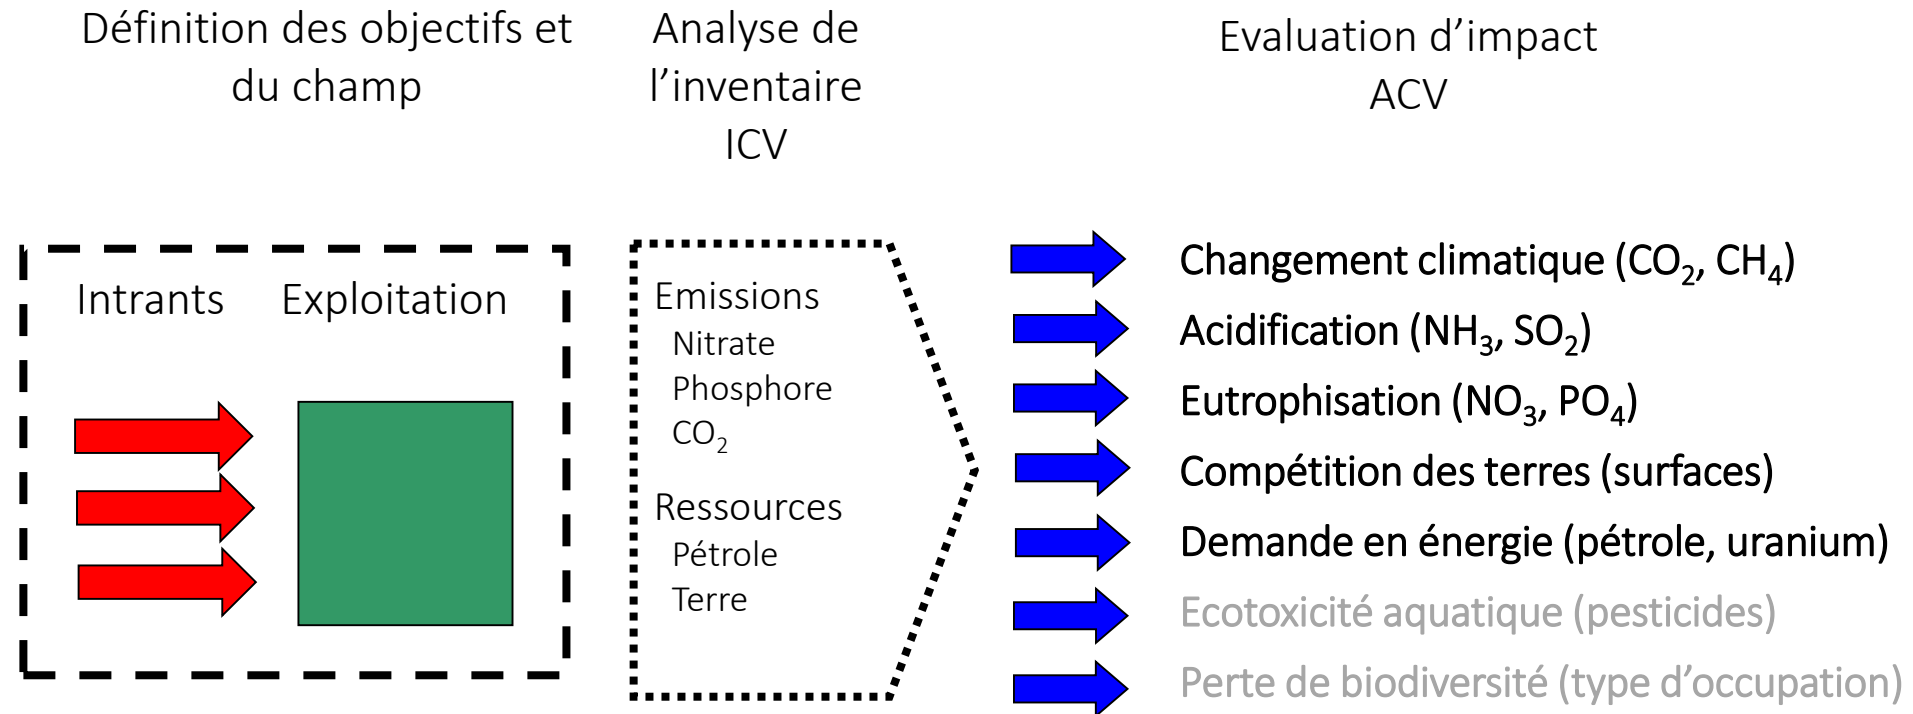 Définition des objectifs et
du champ
Analyse de
l’inventaire
ICV
Evaluation d’impact
ACV
Intrants
Exploitation
Emissions
Nitrate
Phosphore
CO₂
Ressources
Pétrole
Terre
Changement climatique (CO₂, CH₄)
Acidification (NH₃, SO₂)
Eutrophisation (NO₃, PO₄)
Compétition des terres (surfaces)
Demande en énergie (pétrole, uranium)
Ecotoxicité aquatique (pesticides)
Perte de biodiversité (type d’occupation)